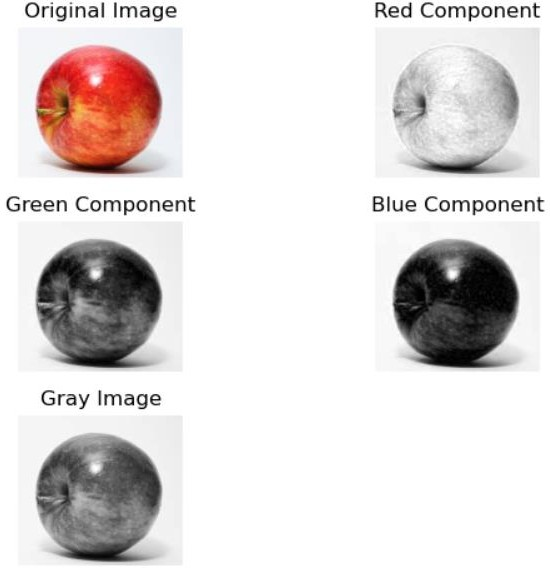 Original Image
Red Component
Green Component
Blue Component
Gray Image